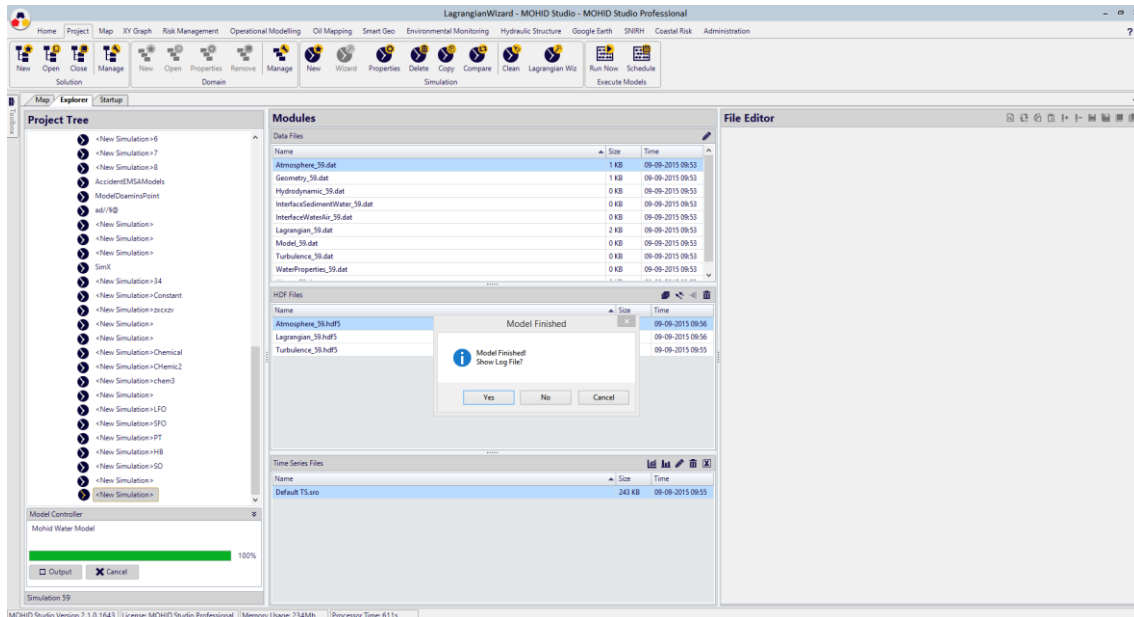 LagrangianWizard - MOHID Studio - MOHID Studio Professional
Home Project Map XY Graph Risk Management Operational Modelling Oil Mapping Smart Geo Environmental Monitoring Hydraulic Structure Google Earth SNIRH Coastal Risk Administration ?
New Open Close Manage New Open Properties Remove Manage New Wizard Properties Delete Copy Compare Clean Lagrangian Wiz Run Now Schedule
Solution Domain Simulation Execute Models
Map Explorer Startup
Toolbox
Project Tree
<New Simulation>6
<New Simulation>7
<New Simulation>8
AccidentEMSAModels
ModelDoaminsPoint
ad//§@
<New Simulation>
<New Simulation>
<New Simulation>
SimX
<New Simulation>34
<New Simulation>Constant
<New Simulation>zxcxzv
<New Simulation>
<New Simulation>
<New Simulation>Chemical
<New Simulation>CHemic2
<New Simulation>chem3
<New Simulation>
<New Simulation>LFO
<New Simulation>SFO
<New Simulation>PT
<New Simulation>HB
<New Simulation>SO
<New Simulation>
<New Simulation>
Model Controller
Mohid Water Model
100%
Output Cancel
Simulation 59
Modules
Data Files
Name Size Time
Atmosphere_59.dat 1 KB 09-09-2015 09:53
Geometry_59.dat 1 KB 09-09-2015 09:53
Hydrodynamic_59.dat 0 KB 09-09-2015 09:53
InterfaceSedimentWater_59.dat 0 KB 09-09-2015 09:53
InterfaceWaterAir_59.dat 0 KB 09-09-2015 09:53
Lagrangian_59.dat 2 KB 09-09-2015 09:53
Model_59.dat 0 KB 09-09-2015 09:53
Turbulence_59.dat 0 KB 09-09-2015 09:53
WaterProperties_59.dat 0 KB 09-09-2015 09:53
HDF Files
Name Size Time
Atmosphere_59.hdf5 09-09-2015 09:56
Lagrangian_59.hdf5 09-09-2015 09:56
Turbulence_59.hdf5 09-09-2015 09:55
Model Finished
Model Finished!
Show Log File?
Yes No Cancel
Time Series Files
Name Size Time
Default TS.sro 243 KB 09-09-2015 09:55
File Editor
MOHID Studio Version 2.1.0.1643 License: MOHID Studio Professional Memory Usage: 234Mb Processor Time: 611s